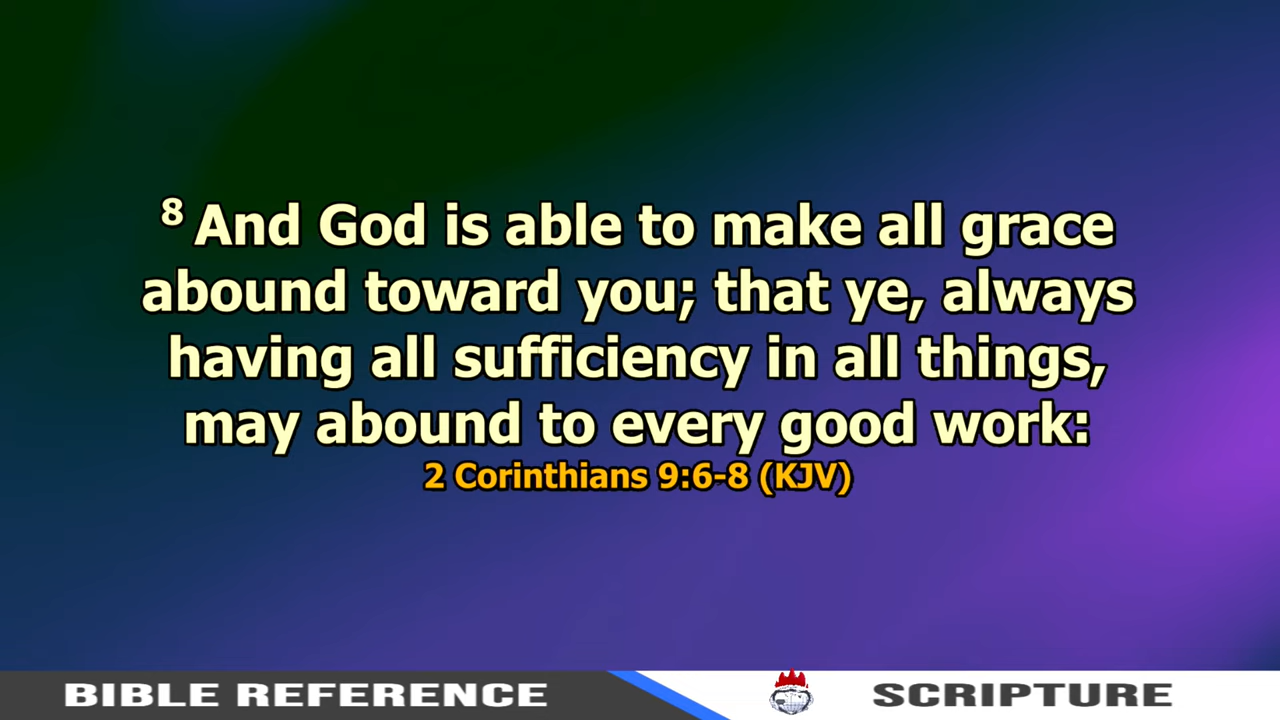 8 And God is able to make all grace
abound toward you; that ye, always
having all sufficiency in all things,
may abound to every good work:
2 Corinthians 9:6-8 (KJV)
BIBLE REFERENCE
SCRIPTURE